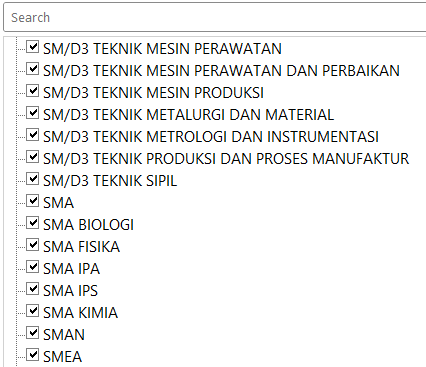 Search
SM/D3 TEKNIK MESIN PERAWATAN
SM/D3 TEKNIK MESIN PERAWATAN DAN PERBAIKAN
SM/D3 TEKNIK MESIN PRODUKSI
SM/D3 TEKNIK METALURGI DAN MATERIAL
SM/D3 TEKNIK METROLOGI DAN INSTRUMENTASI
SM/D3 TEKNIK PRODUKSI DAN PROSES MANUFAKTUR
SM/D3 TEKNIK SIPIL
SMA
SMA BIOLOGI
SMA FISIKA
SMA IPA
SMA IPS
SMA KIMIA
SMAN
SMEA